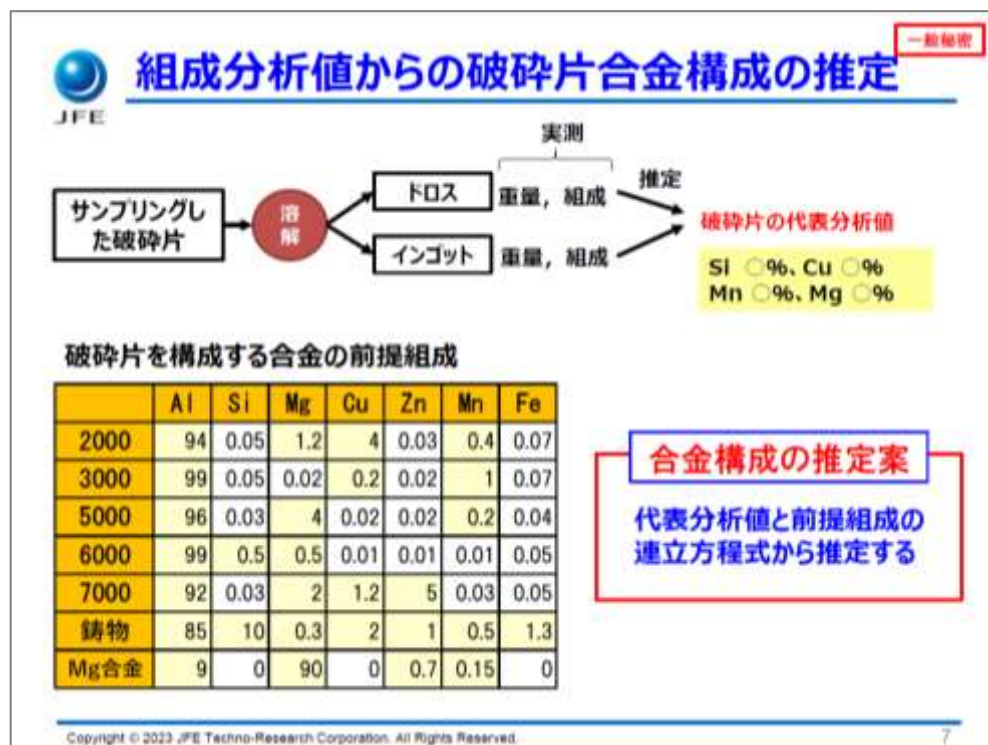 一般秘密
組成分析値からの破砕片合金構成の推定
JFE
実測
サンプリングし
た破砕片
溶
解
ドロス
重量，組成
インゴット
重量，組成
推定
破砕片の代表分析値
Si ○%、Cu ○%
Mn ○%、Mg ○%
破砕片を構成する合金の前提組成
Al Si Mg Cu Zn Mn Fe
2000 94 0.05 1.2 4 0.03 0.4 0.07
3000 99 0.05 0.02 0.2 0.02 1 0.07
5000 96 0.03 4 0.02 0.02 0.2 0.04
6000 99 0.5 0.5 0.01 0.01 0.01 0.05
7000 92 0.03 2 1.2 5 0.03 0.05
鋳物 85 10 0.3 2 1 0.5 1.3
Mg合金 9 0 90 0 0.7 0.15 0
合金構成の推定案
代表分析値と前提組成の
連立方程式から推定する
Copyright © 2023 JFE Techno-Research Corporation. All Rights Reserved.
7